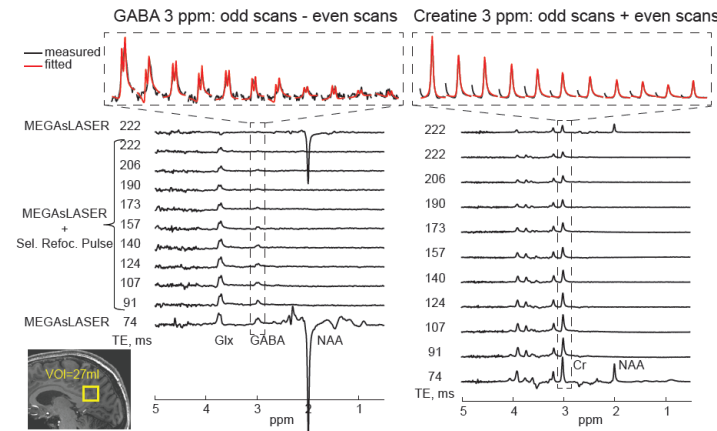 GABA 3 ppm: odd scans - even scans
Creatine 3 ppm: odd scans + even scans
measured
fitted
MEGAsLASER 222
222
206
190
173
MEGAsLASER
+
Sel. Refoc. Pulse
157
140
124
107
91
MEGAsLASER 74
TE, ms
Glx GABA NAA
5 4 3 2 1
ppm
VOI=27ml
222
222
206
190
173
157
140
124
107
91
74
TE, ms
Cr NAA
5 4 3 2 1
ppm